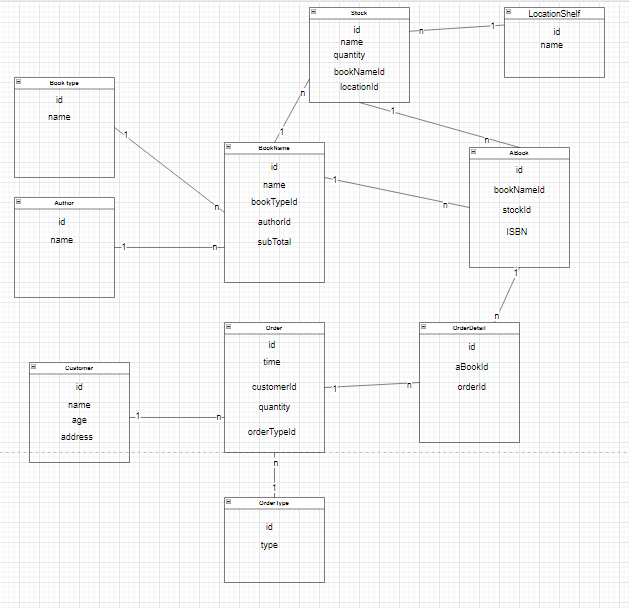 Stock
id
name
quantity
bookNameId
locationId
n
1
LocationShelf
id
name
Book type
id
name
1
n
1
n
1
n
BookName
id
name
bookTypeId
authorId
subTotal
1
n
ABook
id
bookNameId
stockId
ISBN
Author
id
name
1
n
1
n
Order
id
time
customerId
quantity
orderTypeId
1
n
OrderDetail
id
aBookId
orderId
Customer
id
name
age
address
1
n
n
1
OrderType
id
type